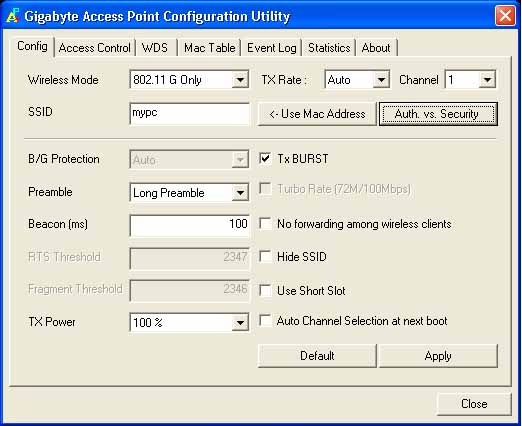 Gigabyte Access Point Configuration Utility
Config Access Control WDS Mac Table Event Log Statistics About
Wireless Mode 802.11 G Only TX Rate : Auto Channel 1
SSID mypc <- Use Mac Address Auth. vs. Security
B/G Protection Auto Tx BURST
Preamble Long Preamble Turbo Rate (72M/100Mbps)
Beacon (ms) 100 No forwarding among wireless clients
RTS Threshold 2347 Hide SSID
Fragment Threshold 2346 Use Short Slot
TX Power 100 % Auto Channel Selection at next boot
Default Apply
Close